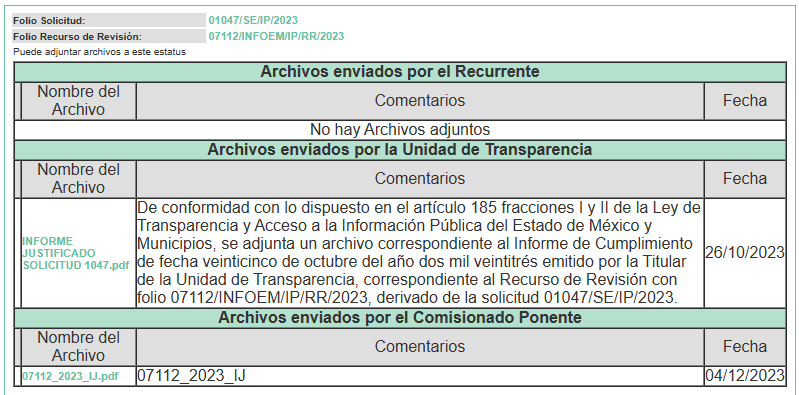 Folio Solicitud: 01047/SE/IP/2023
Folio Recurso de Revisión: 07112/INFOEM/IP/RR/2023
Puede adjuntar archivos a este estatus
Archivos enviados por el Recurrente
Nombre del Archivo Comentarios Fecha
No hay Archivos adjuntos
Archivos enviados por la Unidad de Transparencia
Nombre del Archivo Comentarios Fecha
INFORME
JUSTIFICADO
SOLICITUD 1047.pdf
De conformidad con lo dispuesto en el artículo 185 fracciones I y II de la Ley de
Transparencia y Acceso a la Información Pública del Estado de México y
Municipios, se adjunta un archivo correspondiente al Informe de Cumplimiento
de fecha veinticinco de octubre del año dos mil veintitrés emitido por la Titular
de la Unidad de Transparencia, correspondiente al Recurso de Revisión con
folio 07112/INFOEM/IP/RR/2023, derivado de la solicitud 01047/SE/IP/2023.
26/10/2023
Archivos enviados por el Comisionado Ponente
Nombre del Archivo Comentarios Fecha
07112_2023_IJ.pdf 07112_2023_IJ 04/12/2023